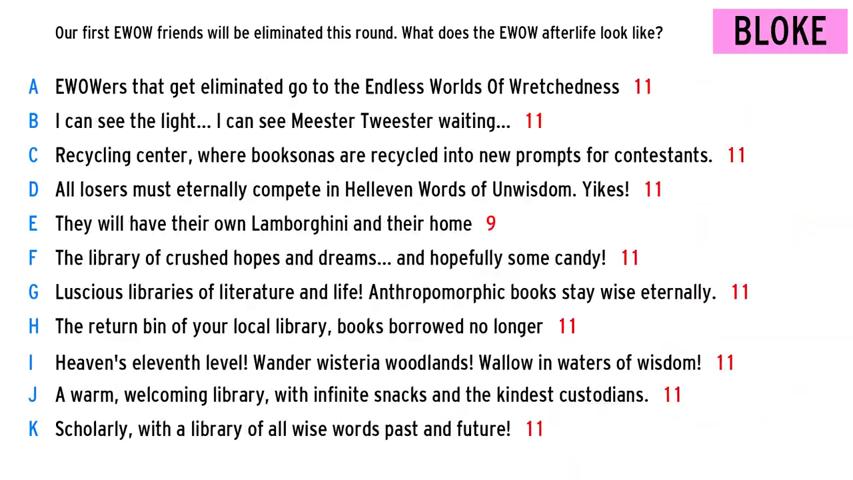 Our first EWOW friends will be eliminated this round. What does the EWOW afterlife look like?
BLOKE
A EWOWers that get eliminated go to the Endless Worlds Of Wretchedness 11
B I can see the light... I can see Meester Tweester waiting... 11
C Recycling center, where booksonas are recycled into new prompts for contestants. 11
D All losers must eternally compete in Helleven Words of Unwisdom. Yikes! 11
E They will have their own Lamborghini and their home 9
F The library of crushed hopes and dreams... and hopefully some candy! 11
G Luscious libraries of literature and life! Anthropomorphic books stay wise eternally. 11
H The return bin of your local library, books borrowed no longer 11
I Heaven's eleventh level! Wander wisteria woodlands! Wallow in waters of wisdom! 11
J A warm, welcoming library, with infinite snacks and the kindest custodians. 11
K Scholarly, with a library of all wise words past and future! 11